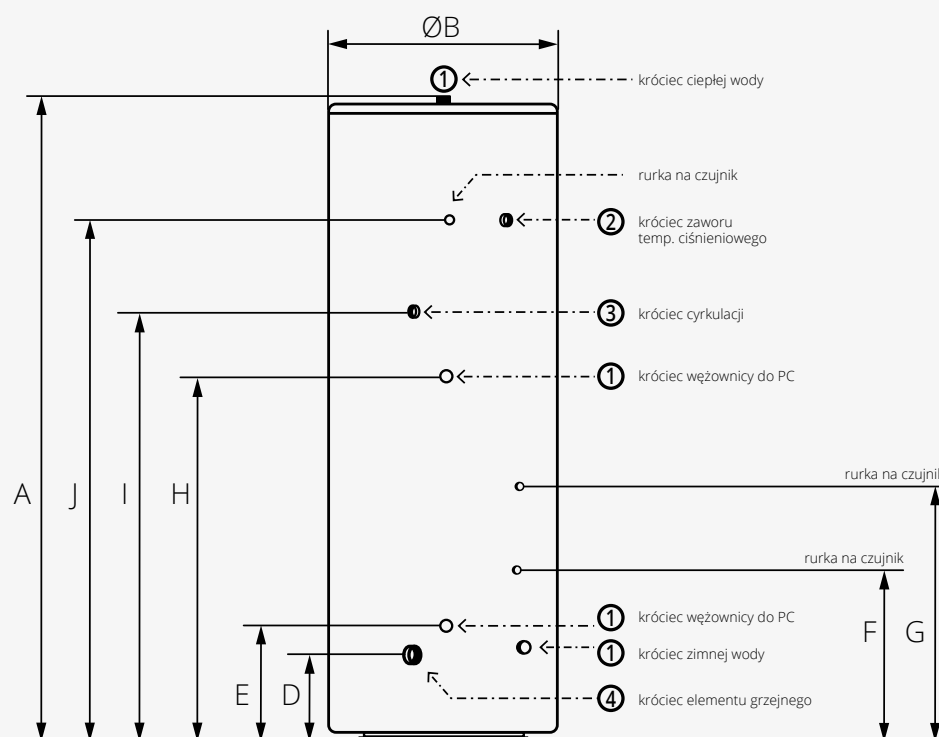 ØB
1 króciec ciepłej wody
rurka na czujnik
2 króciec zaworu
temp. ciśnieniowego
3 króciec cyrkulacji
1 króciec wężownicy do PC
rurka na czujnik
A J I H
rurka na czujnik
1 króciec wężownicy do PC
F G
1 króciec zimnej wody
E D
4 króciec elementu grzejnego